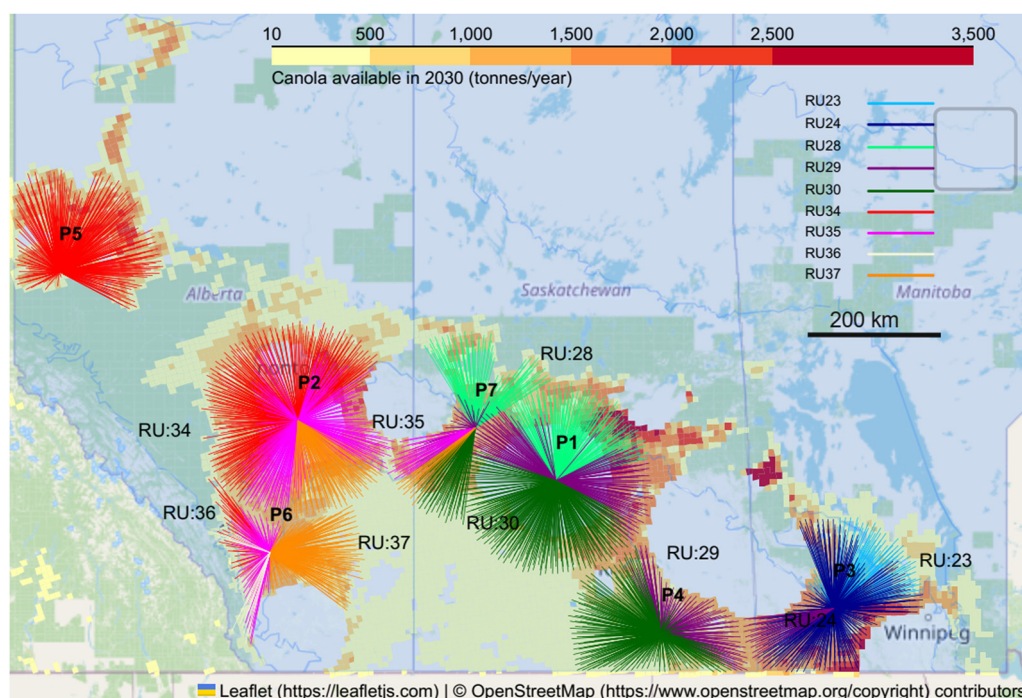 10 500 1,000 1,500 2,000 2,500 3,500
Canola available in 2030 (tonnes/year)
RU23
RU24
RU28
RU29
RU30
RU34
RU35
RU36
RU37
200 km
P5
Alberta
Saskatchewan
Manitoba
RU:28
P2
P7
RU:34
RU:35
P1
RU:36
P6
RU:30
RU:37
RU:29
RU:23
P3
P4
RU:24
Winnipeg
Leaflet (https://leafletjs.com) | © OpenStreetMap (https://www.openstreetmap.org/copyright) contributors